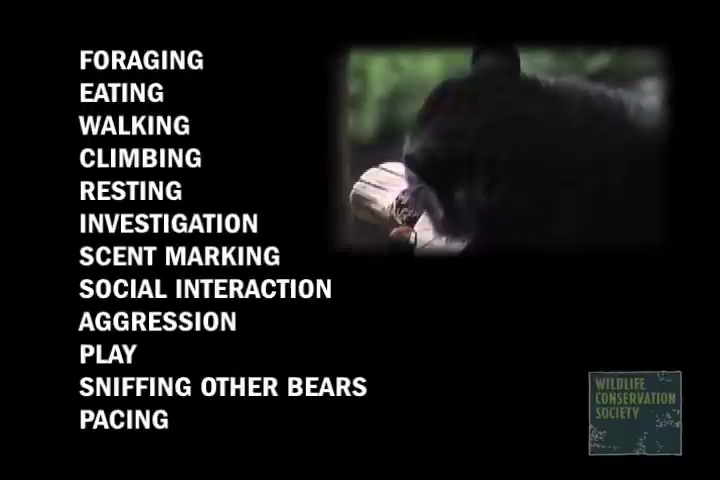 FORAGING
EATING
WALKING
CLIMBING
RESTING
INVESTIGATION
SCENT MARKING
SOCIAL INTERACTION
AGGRESSION
PLAY
SNIFFING OTHER BEARS
PACING
WILDLIFE
CONSERVATION
SOCIETY